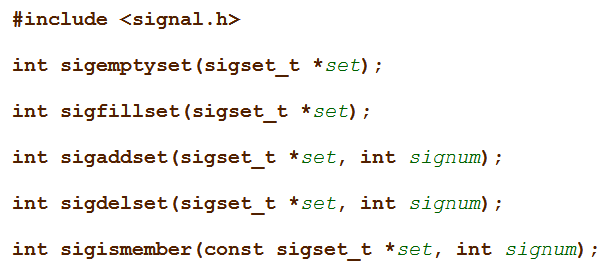 #include <signal.h>
int sigemptyset(sigset_t *set);
int sigfillset(sigset_t *set);
int sigaddset(sigset_t *set, int signum);
int sigdelset(sigset_t *set, int signum);
int sigismember(const sigset_t *set, int signum);